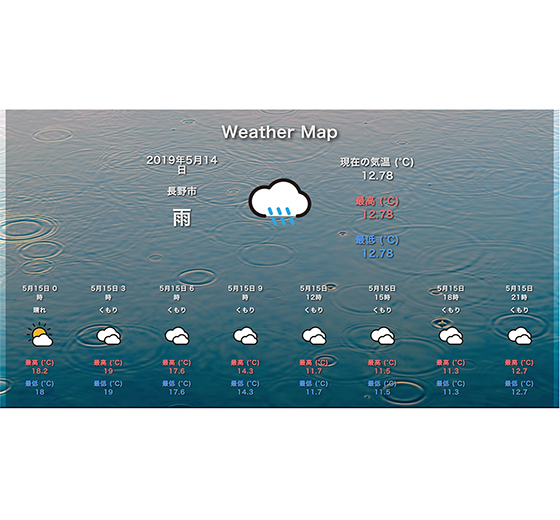 Weather Map
2019年5月14
日
長野市
雨
現在の気温 (℃)
12.78
最高 (℃)
12.78
最低 (℃)
12.78
5月15日 0
時
晴れ
最高 (℃)
18.2
最低 (℃)
18
5月15日 3
時
くもり
最高 (℃)
19
最低 (℃)
19
5月15日 6
時
くもり
最高 (℃)
17.6
最低 (℃)
17.6
5月15日 9
時
くもり
最高 (℃)
14.3
最低 (℃)
14.3
5月15日
12時
くもり
最高 (℃)
11.7
最低 (℃)
11.7
5月15日
15時
くもり
最高 (℃)
11.5
最低 (℃)
11.5
5月15日
18時
くもり
最高 (℃)
11.3
最低 (℃)
11.3
5月15日
21時
くもり
最高 (℃)
12.7
最低 (℃)
12.7